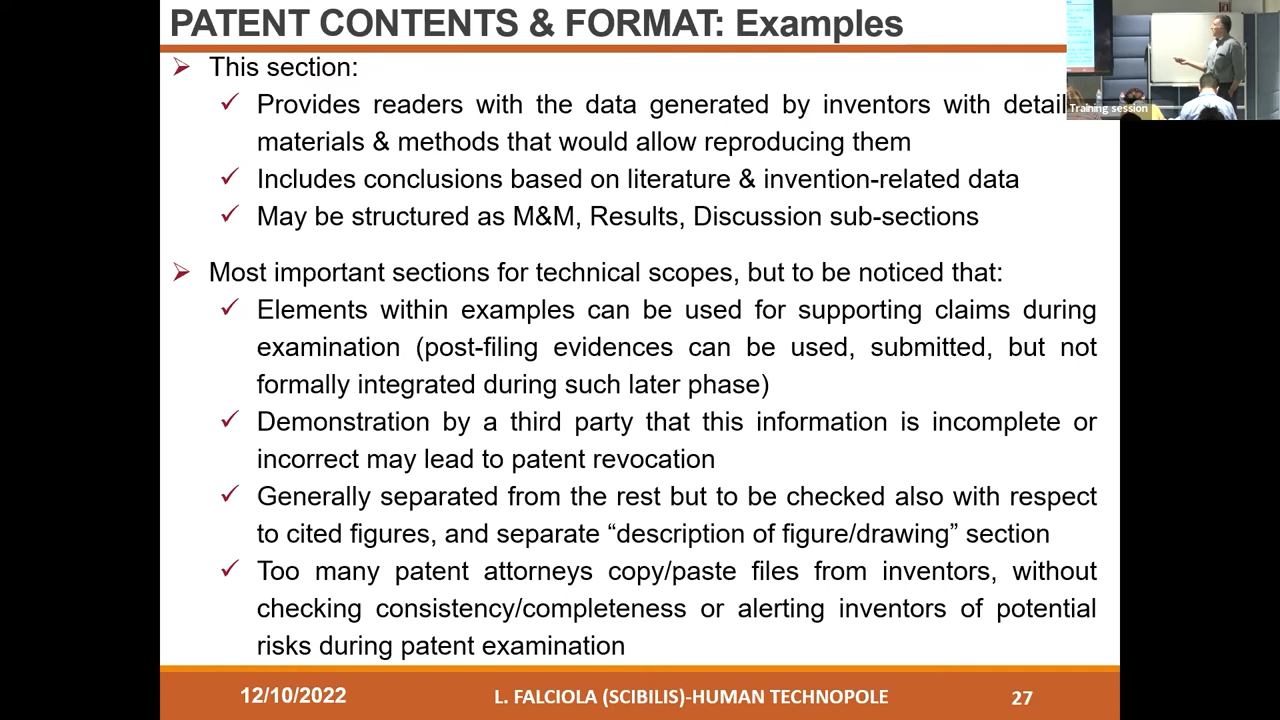 PATENT CONTENTS & FORMAT: Examples
This section:
Provides readers with the data generated by inventors with
materials & methods that would allow reproducing them
Includes conclusions based on literature & invention-related data
May be structured as M&M, Results, Discussion sub-sections
Most important sections for technical scopes, but to be noticed that:
Elements within examples can be used for supporting claims during
examination (post-filing evidences can be used, submitted, but not
formally integrated during such later phase)
Demonstration by a third party that this information is incomplete or
incorrect may lead to patent revocation
Generally separated from the rest but to be checked also with respect
to cited figures, and separate “description of figure/drawing” section
Too many patent attorneys copy/paste files from inventors, without
checking consistency/completeness or alerting inventors of potential
risks during patent examination
12/10/2022
L. FALCIOLA (SCIBILIS)-HUMAN TECHNOPOLE
27
Training session